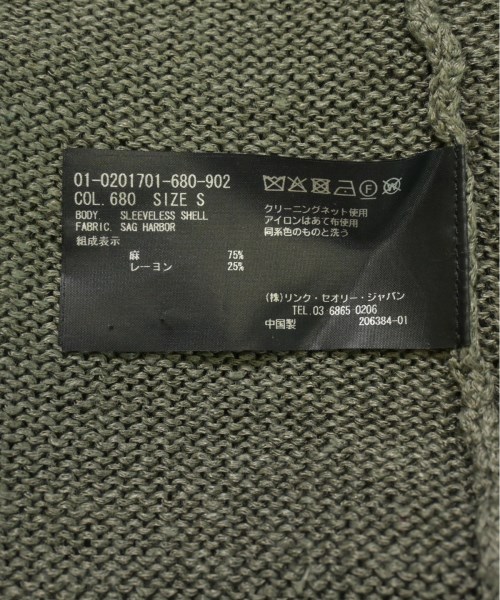 01-0201701-680-902
COL. 680 SIZE S
BODY. SLEEVELESS SHELL
FABRIC. SAG HARBOR
組成表示
麻 75%
レーヨン 25%
クリーニングネット使用
アイロンはあて布使用
同系色のものと洗う
(株)リンク・セオリー・ジャパン
TEL.03 6865 0206
中国製 206384-01